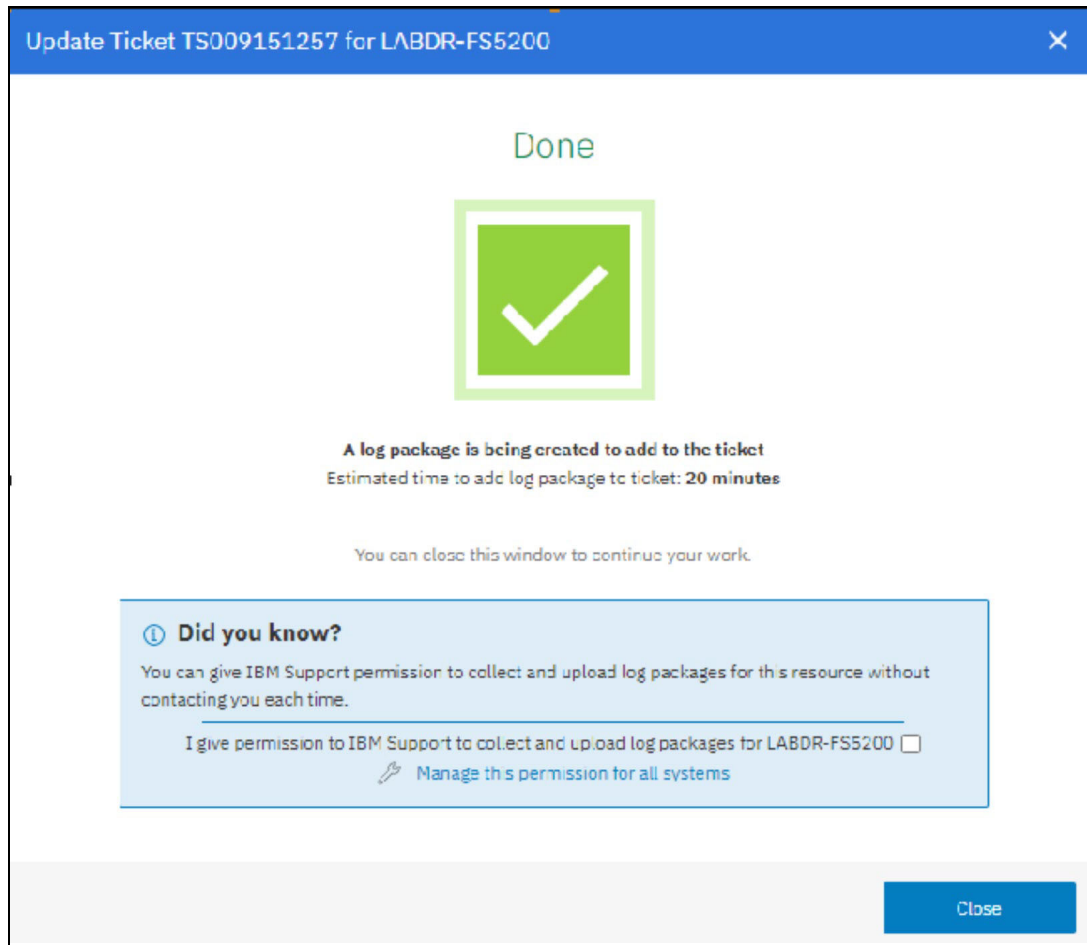 Update Ticket TS009151257 for LABDR-FS5200
Done
A log package is being created to add to the ticket
Estimated time to add log package to ticket: 20 minutes
You can close this window to continue your work.
Did you know?
You can give IBM Support permission to collect and upload log packages for this resource without
contacting you each time.
I give permission to IBM Support to collect and upload log packages for LABDR-FS5200
Manage this permission for all systems
Close